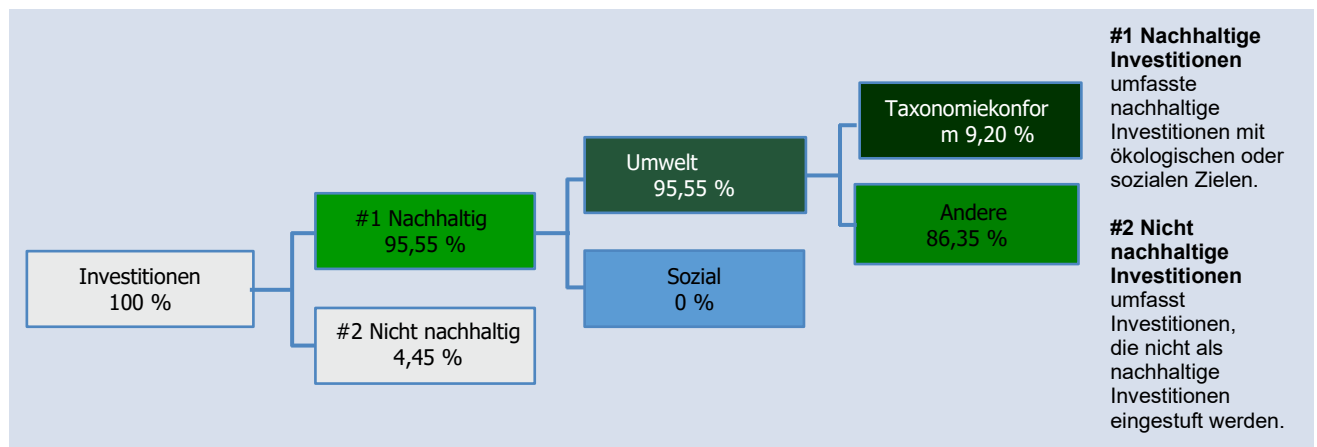 Investitionen
100 %
#1 Nachhaltig
95,55 %
#2 Nicht nachhaltig
4,45 %
Umwelt
95,55 %
Sozial
0 %
Taxonomiekonfor
m 9,20 %
Andere
86,35 %
#1 Nachhaltige
Investitionen
umfasste
nachhaltige
Investitionen mit
ökologischen oder
sozialen Zielen.
#2 Nicht
nachhaltige
Investitionen
umfasst
Investitionen,
die nicht als
nachhaltige
Investitionen
eingestuft werden.